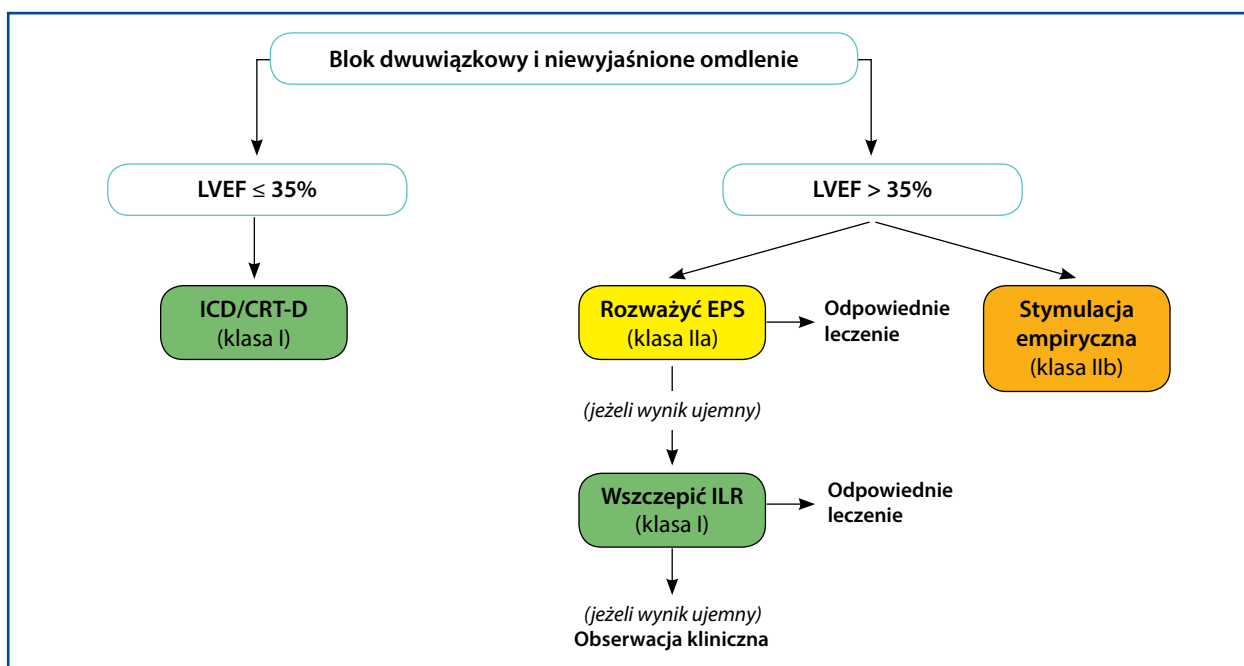 Blok dwuwiązkowy i niewyjaśnione omdlenie
LVEF ≤ 35%
LVEF > 35%
ICD/CRT-D
(klasa I)
Rozważyć EPS
(klasa IIa)
Odpowiednie
leczenie
Stymulacja
empiryczna
(klasa IIb)
(jeżeli wynik ujemny)
Wszczepić ILR
(klasa I)
Odpowiednie
leczenie
(jeżeli wynik ujemny)
Obserwacja kliniczna